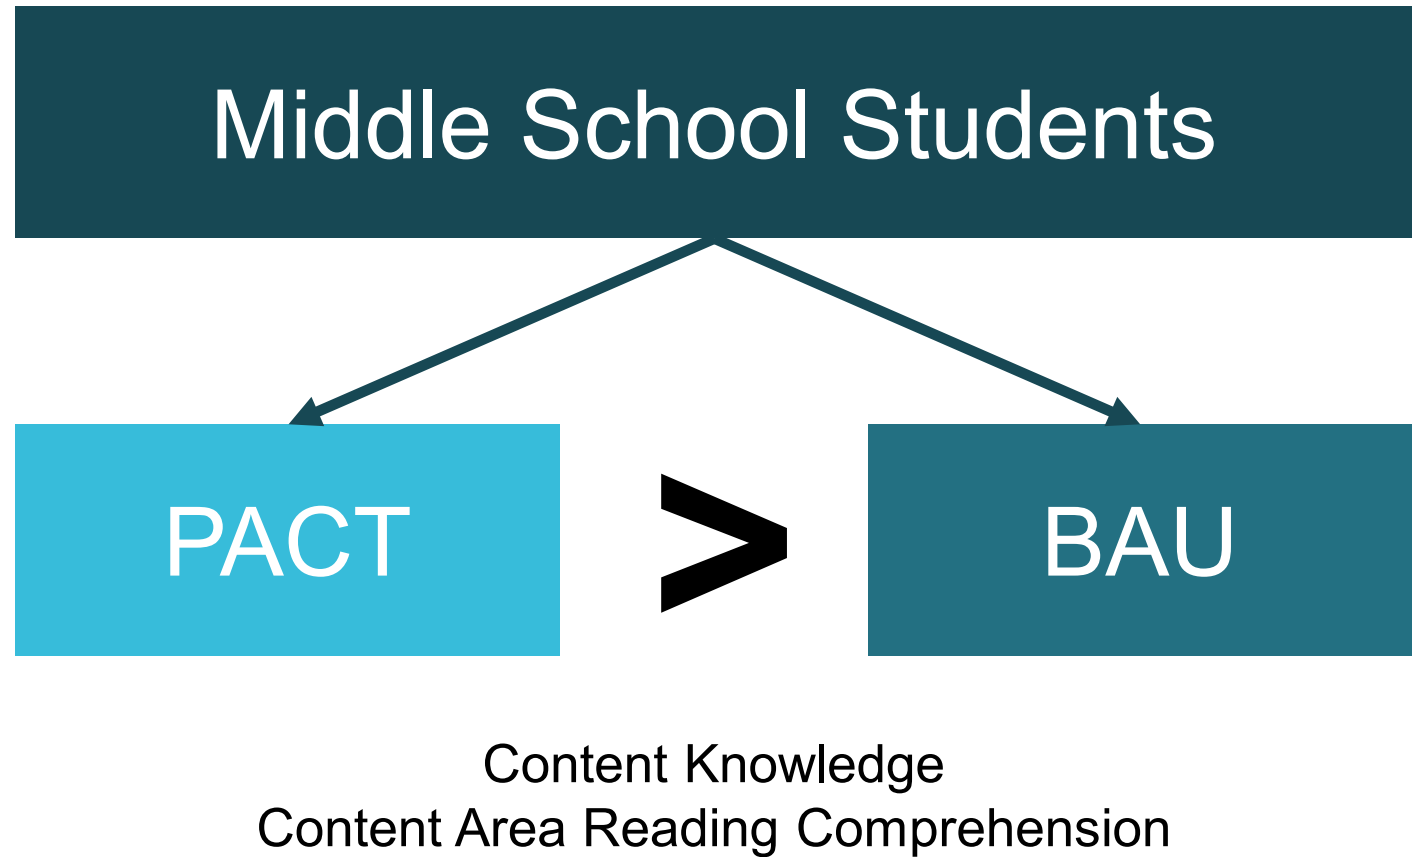 Middle School Students
PACT > BAU
Content Knowledge
Content Area Reading Comprehension